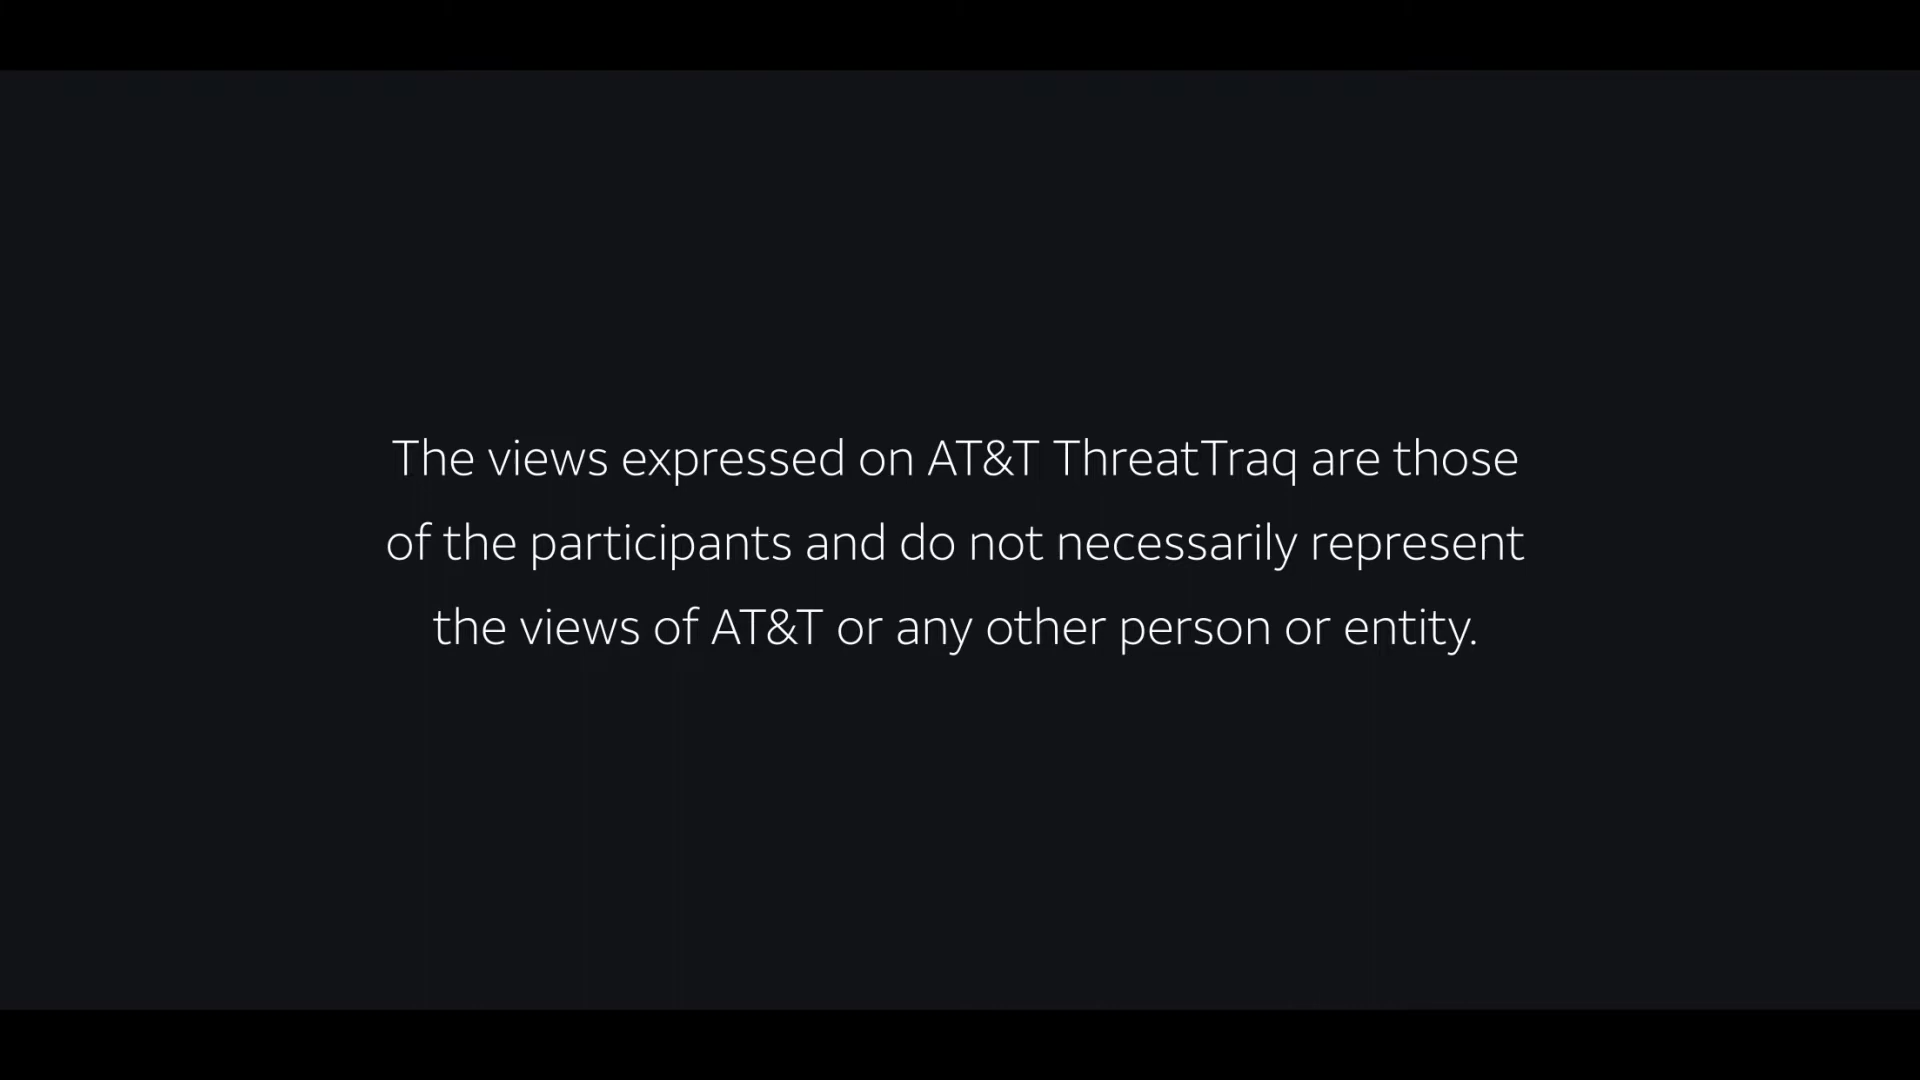 The views expressed on AT&T ThreatTraq are those
of the participants and do not necessarily represent
the views of AT&T or any other person or entity.